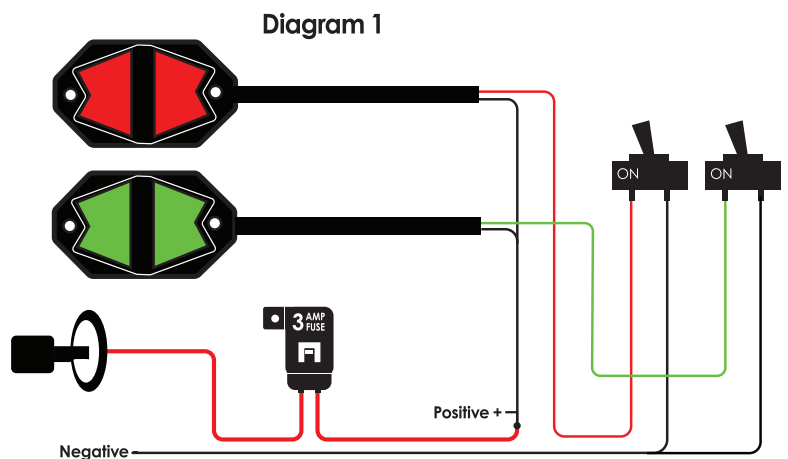 Diagram 1
ON
ON
3 AMP
FUSE
Positive +
Negative -